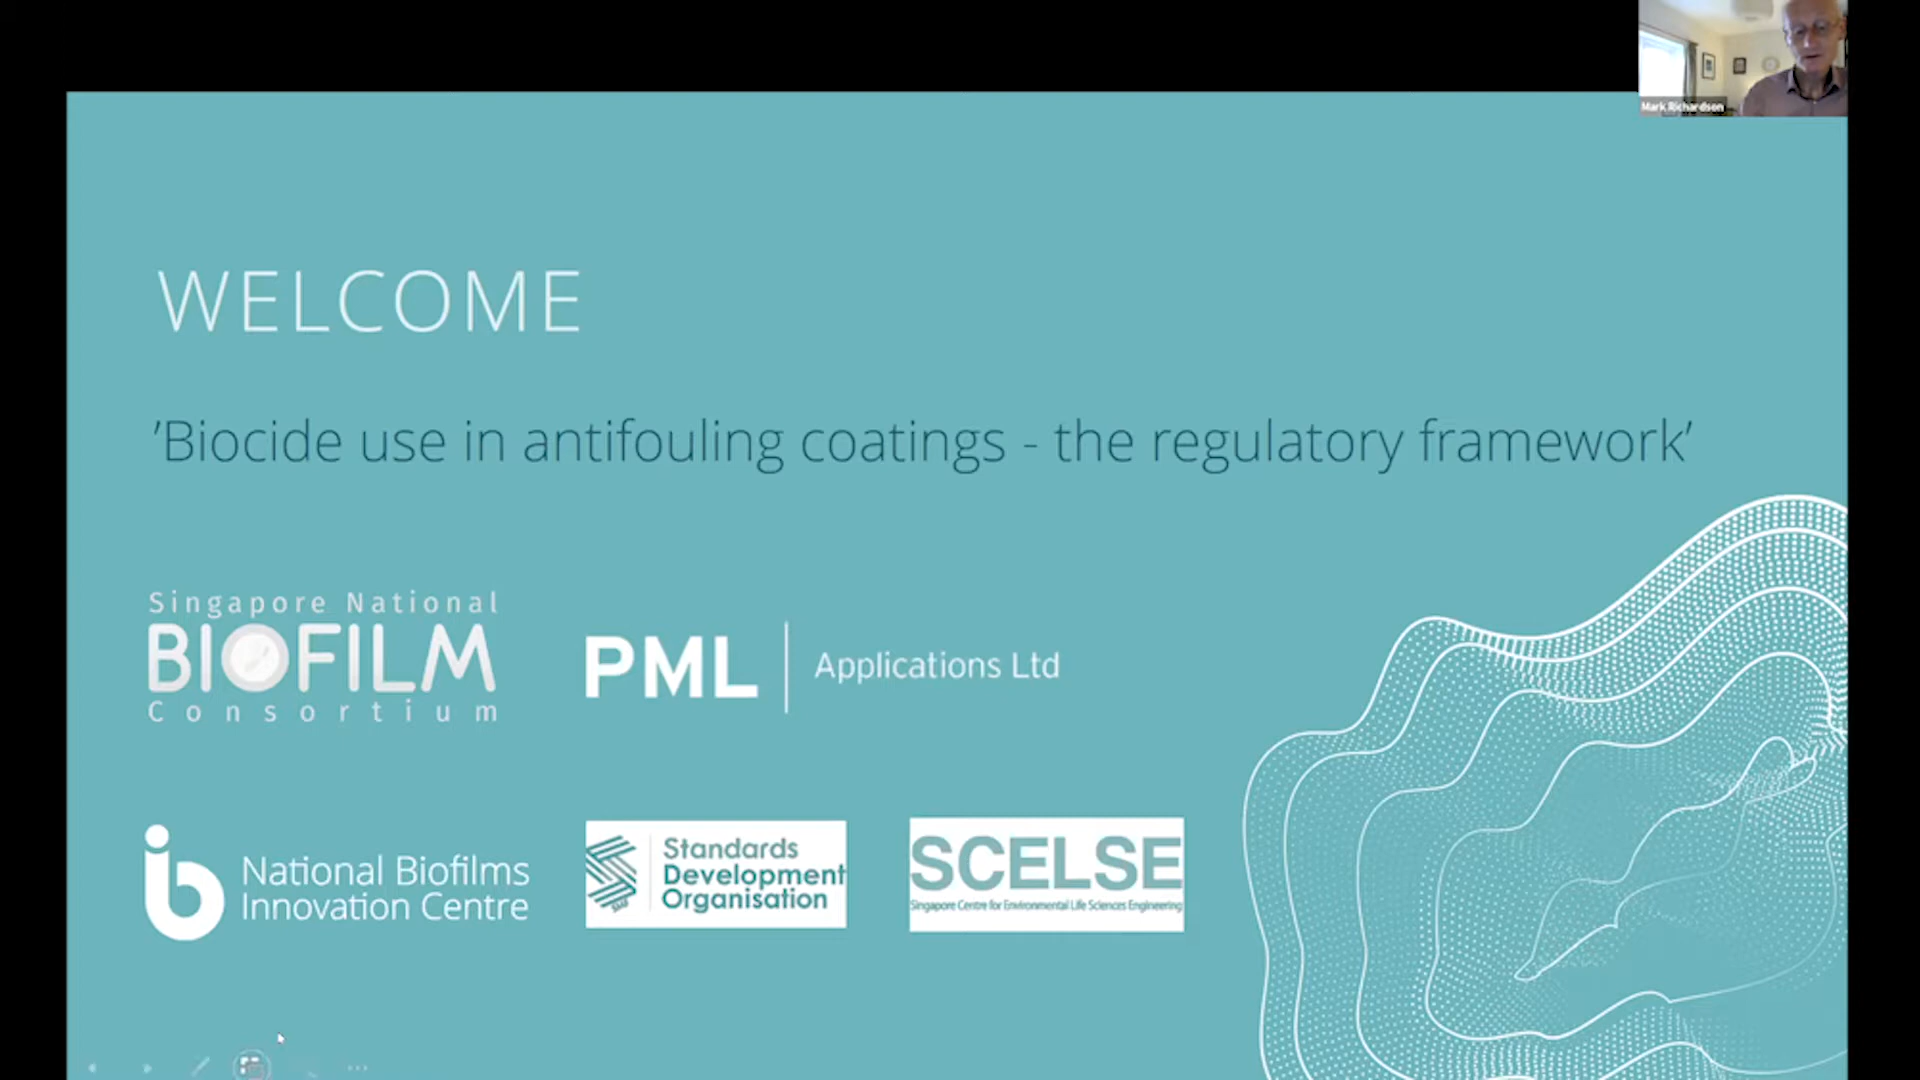 Mark Richardson
WELCOME
'Biocide use in antifouling coatings - the regulatory framework'
Singapore National
BIOFILM
Consortium
PML
Applications Ltd
National Biofilms
Innovation Centre
Standards
Development
Organisation
SCELSE
Singapore Centre for Environmental Life Sciences Engineering